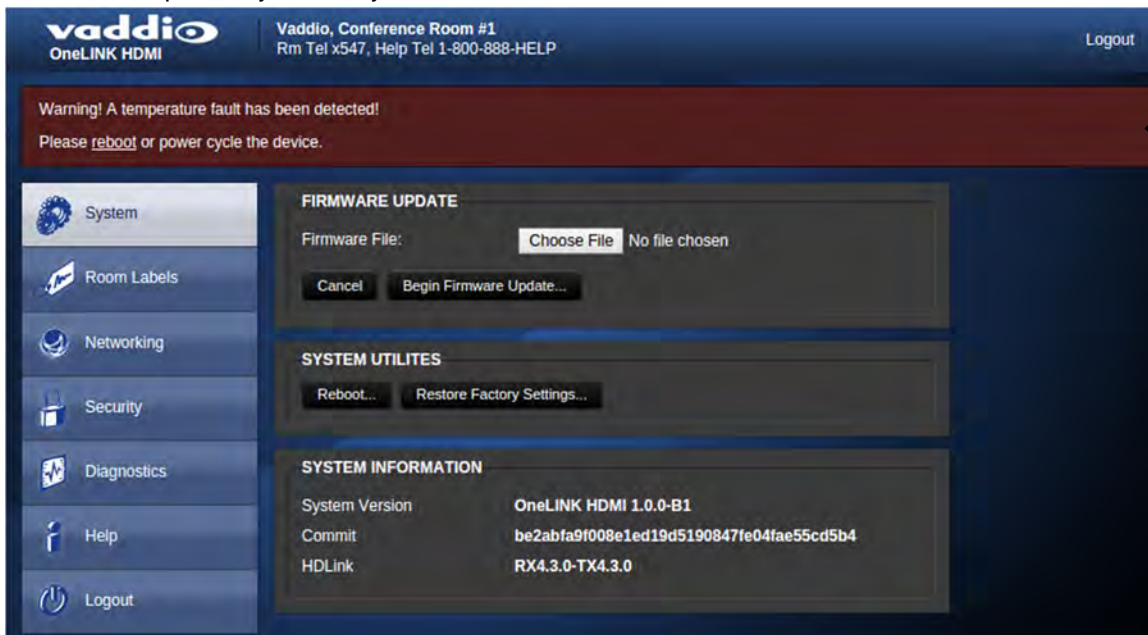 vaddio
OneLINK HDMI
Vaddio, Conference Room #1
Rm Tel x547, Help Tel 1-800-888-HELP
Logout
Warning! A temperature fault has been detected!
Please reboot or power cycle the device.
System
Room Labels
Networking
Security
Diagnostics
Help
Logout
FIRMWARE UPDATE
Firmware File: Choose File No file chosen
Cancel Begin Firmware Update...
SYSTEM UTILITES
Reboot... Restore Factory Settings...
SYSTEM INFORMATION
System Version OneLINK HDMI 1.0.0-B1
Commit be2abfa9f008e1ed19d5190847fe04fae55cd5b4
HDLink RX4.3.0-TX4.3.0